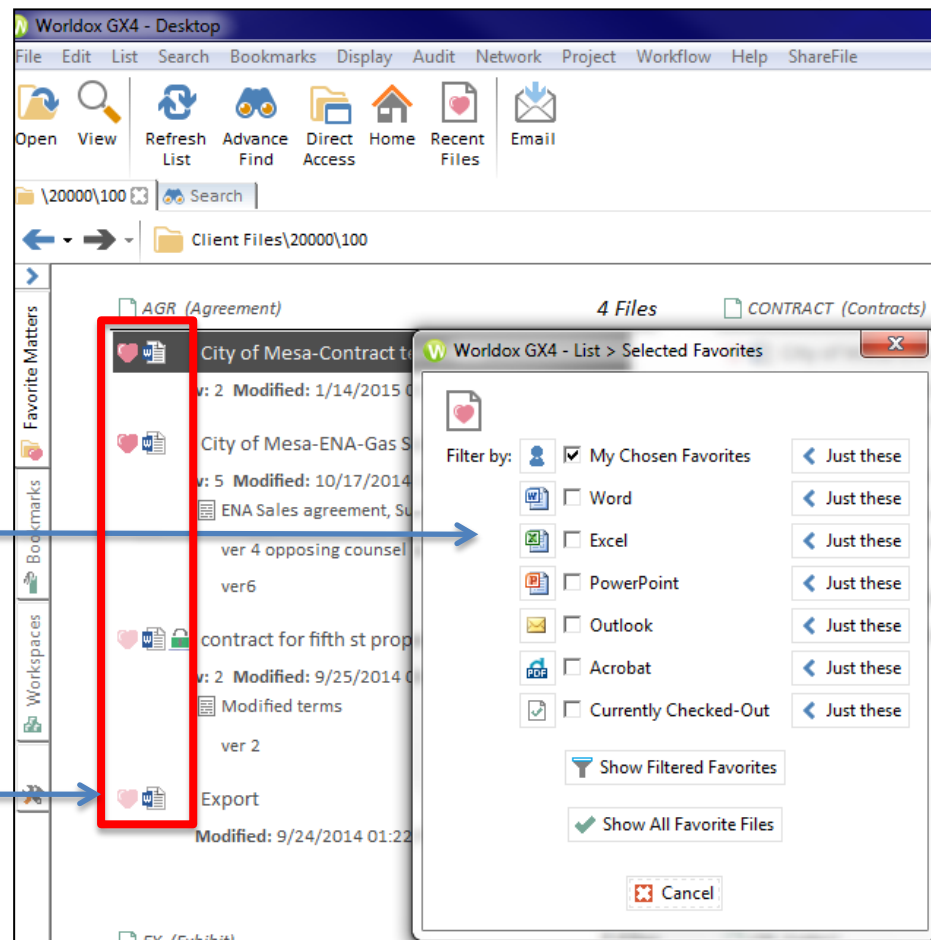 Worldox GX4 - Desktop
File Edit List Search Bookmarks Display Audit Network Project Workflow Help ShareFile
Open View Refresh List Advance Find Direct Access Home Recent Files Email
\20000\100 Search
Client Files\20000\100
Favorite Matters
Bookmarks
Workspaces
AGR (Agreement) 4 Files CONTRACT (Contracts)
City of Mesa-Contract
v: 2 Modified: 1/14/2015
City of Mesa-ENA-Gas S
v: 5 Modified: 10/17/2014
ENA Sales agreement, Su
ver 4 opposing counsel
ver6
contract for fifth st prop
v: 2 Modified: 9/25/2014
Modified terms
ver 2
Export
Modified: 9/24/2014 01:22
EX (Exhibit)
Worldox GX4 - List > Selected Favorites
Filter by: My Chosen Favorites Just these
Word Just these
Excel Just these
PowerPoint Just these
Outlook Just these
PDF Acrobat Just these
Currently Checked-Out Just these
Show Filtered Favorites
Show All Favorite Files
Cancel